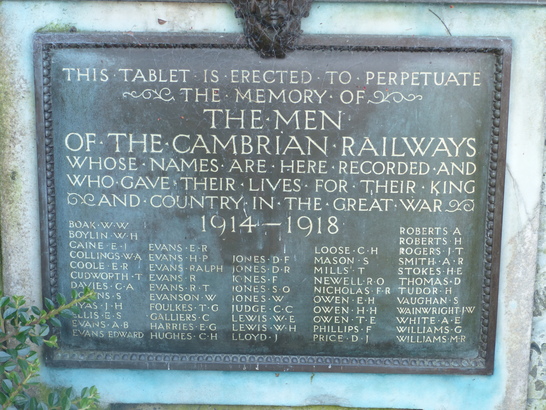 THIS·TABLET·IS·ERECTED·TO·PERPETUATE
THE·MEMORY·OF
THE·MEN
OF·THE·CAMBRIAN·RAILWAYS
WHOSE·NAMES·ARE·HERE·RECORDED·AND
WHO·GAVE·THEIR·LIVES·FOR·THEIR·KING
AND·COUNTRY·IN·THE·GREAT·WAR
1914–1918
BOAK·W·W
BOYLIN·W·H
CAINE·E·I
COLLINGS·W·A
COOLE·E·R
CUDWORTH·T
DAVIES·C·A
S
H
ELLIS·E·S
EVANS·A·B
EVANS·EDWARD
EVANS·E·R
EVANS·H·P
EVANS·RALPH
EVANS·R
EVANS·R·T
EVANSON·W
FOULKES·T·G
GALLIERS·C
HARRIES·E·G
HUGHES·C·H
I
JONES·D·F
JONES·D·R
JONES·F
JONES·S·O
JONES·W
JUDGE·C·C
LEWIS·W·E
LEWIS·W·H
LLOYD·J
LOOSE·C·H
MASON·S
MILLS·T
NEWELL·R·O
NICHOLAS·F·R
OWEN·E·H
OWEN·H·H
OWEN·T·E
PHILLIPS·F
PRICE·D·J
ROBERTS·A
ROBERTS·H
ROGERS·J·T
SMITH·A·R
STOKES·H·E
THOMAS·D
TUDOR·H
VAUGHAN·S
WAINWRIGHT·J·W
WHITE·A·E
WILLIAMS·G
WILLIAMS·M·R